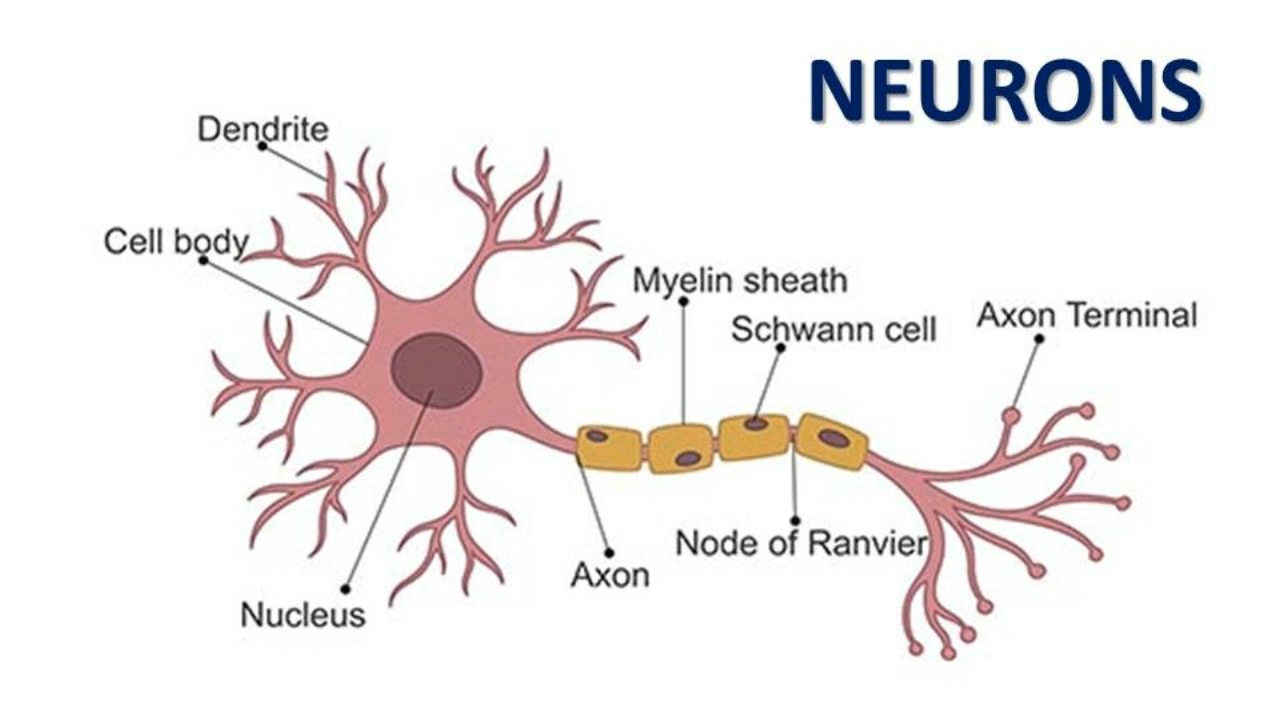 NEURONS
Dendrite
Cell body
Myelin sheath
Schwann cell
Axon Terminal
Node of Ranvier
Axon
Nucleus